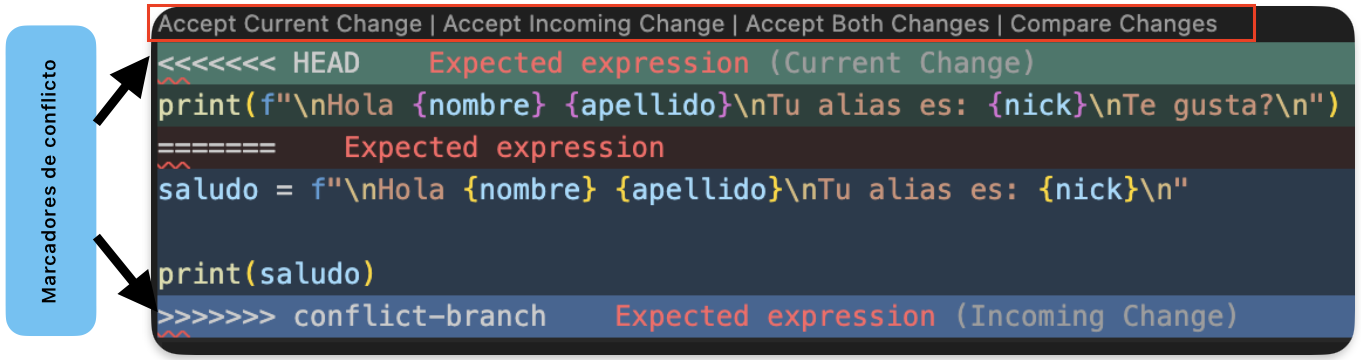 Marcadores de conflicto
Accept Current Change | Accept Incoming Change | Accept Both Changes | Compare Changes
<<<<<<< HEAD Expected expression (Current Change)
print(f"\nHola {nombre} {apellido}\nTu alias es: {nick}\nTe gusta?\n")
======= Expected expression
saludo = f"\nHola {nombre} {apellido}\nTu alias es: {nick}\n"
print(saludo)
>>>>>>> conflict-branch Expected expression (Incoming Change)